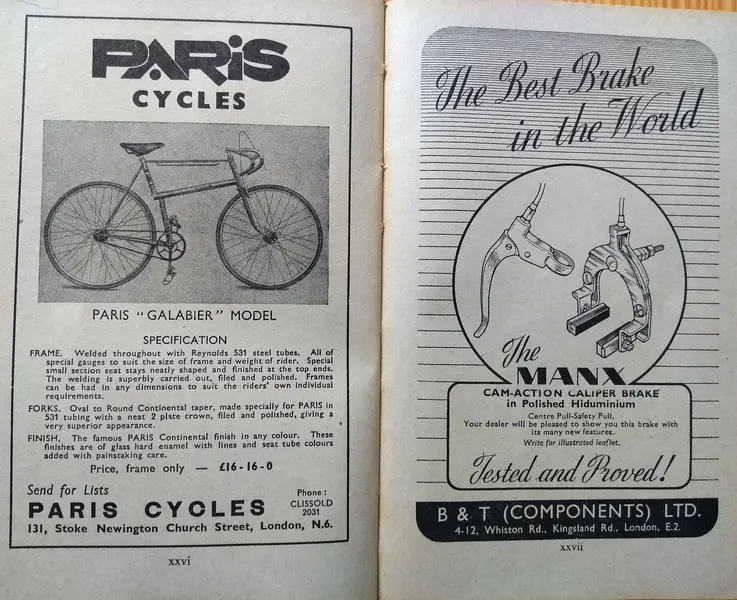 PARIS
CYCLES
PARIS "GALABIER" MODEL
SPECIFICATION
FRAME. Welded throughout with Reynolds 531 steel tubes. All of
special gauges to suit the size of frame and weight of rider. Special
small section seat stays neatly shaped and finished at the top ends.
The welding is superbly carried out, filed and polished. Frames
can be had in any dimensions to suit the riders' own individual
requirements.
FORKS. Oval to Round Continental taper, made specially for PARIS in
531 tubing with a neat 2 plate crown, filed and polished, giving a
very superior appearance.
FINISH. The famous PARIS Continental finish in any colour. These
finishes are of glass hard enamel with lines and seat tube colours
added with painstaking care.
Price, frame only — £16-16-0
Send for Lists
Phone:
CLISSOLD
2031
PARIS CYCLES
131, Stoke Newington Church Street, London, N.6.
xxvi
The Best Brake
in the World
The
MANX
CAM-ACTION CALIPER BRAKE
in Polished Hiduminium
Centre Pull-Safety Pull.
Your dealer will be pleased to show you this brake with
its many new features.
Write for illustrated leaflet.
Tested and Proved!
B & T (COMPONENTS) LTD.
4-12, Whiston Rd., Kingsland Rd., London, E.2.
xxvii